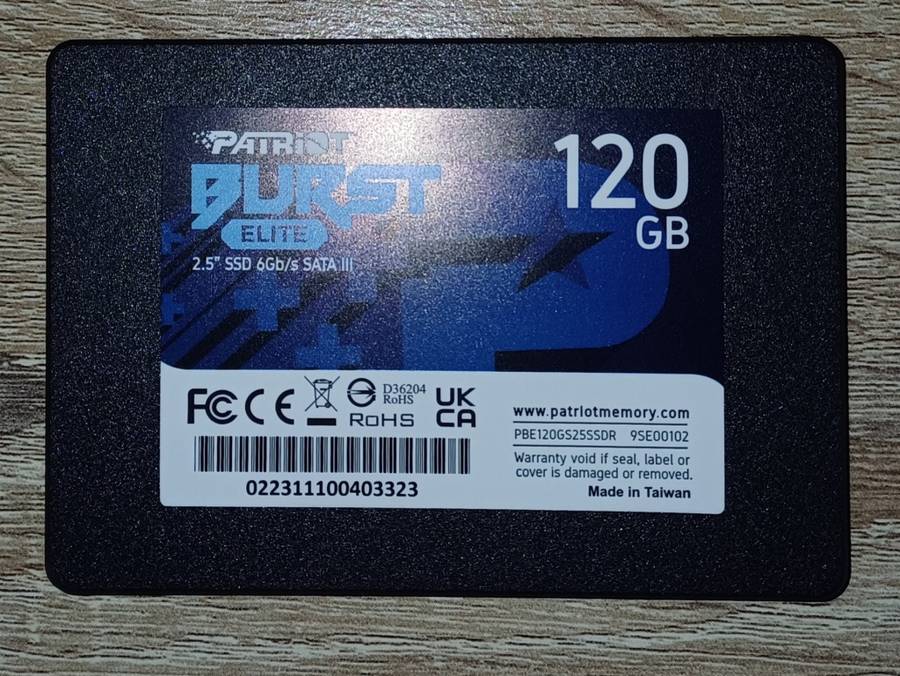 PATRIOT
BURST
ELITE
2.5" SSD 6Gb/s SATA III
120
GB
FC CE
D36204
RoHS
RoHS
UK
CA
022311100403323
www.patriotmemory.com
PBE120GS25SSDR 9SE00102
Warranty void if seal, label or
cover is damaged or removed.
Made in Taiwan